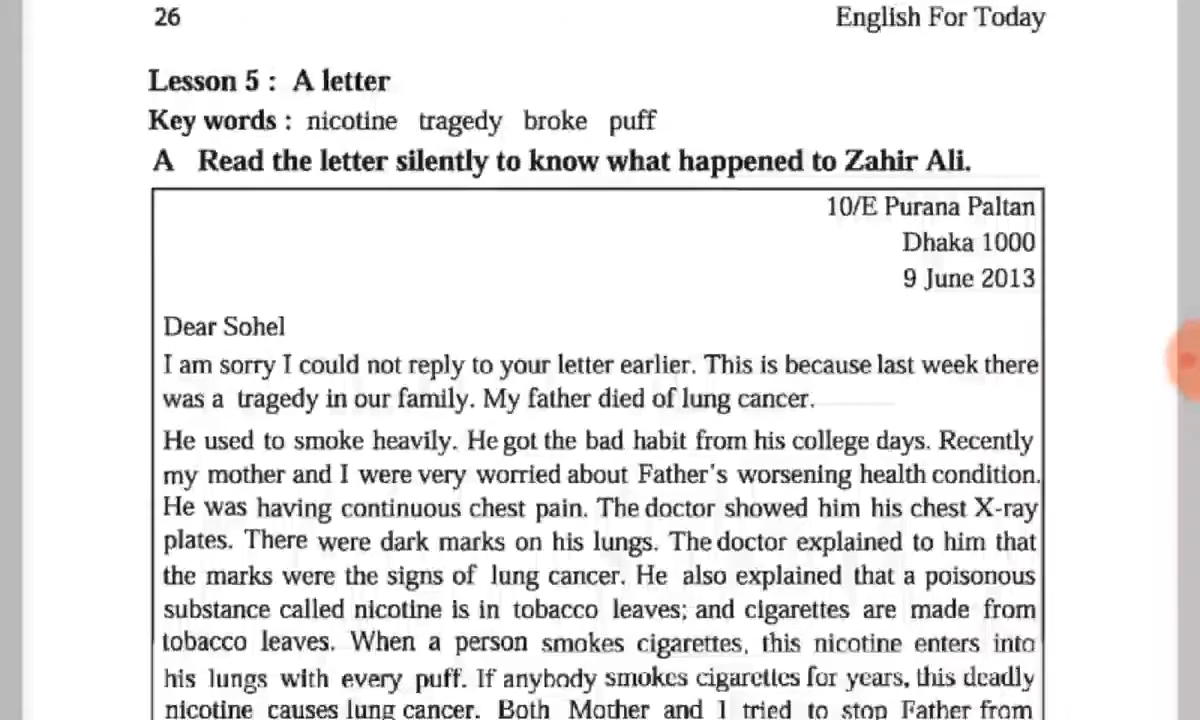 26
English For Today
Lesson 5 : A letter
Key words : nicotine tragedy broke puff
A Read the letter silently to know what happened to Zahir Ali.
10/E Purana Paltan
Dhaka 1000
9 June 2013
Dear Sohel
I am sorry I could not reply to your letter earlier. This is because last week there
was a tragedy in our family. My father died of lung cancer.
He used to smoke heavily. He got the bad habit from his college days. Recently
my mother and I were very worried about Father's worsening health condition.
He was having continuous chest pain. The doctor showed him his chest X-ray
plates. There were dark marks on his lungs. The doctor explained to him that
the marks were the signs of lung cancer. He also explained that a poisonous
substance called nicotine is in tobacco leaves; and cigarettes are made from
tobacco leaves. When a person smokes cigarettes, this nicotine enters into
his lungs with every puff. If anybody smokes cigarettes for years, this deadly
nicotine causes lung cancer. Both Mother and I tried to stop Father from